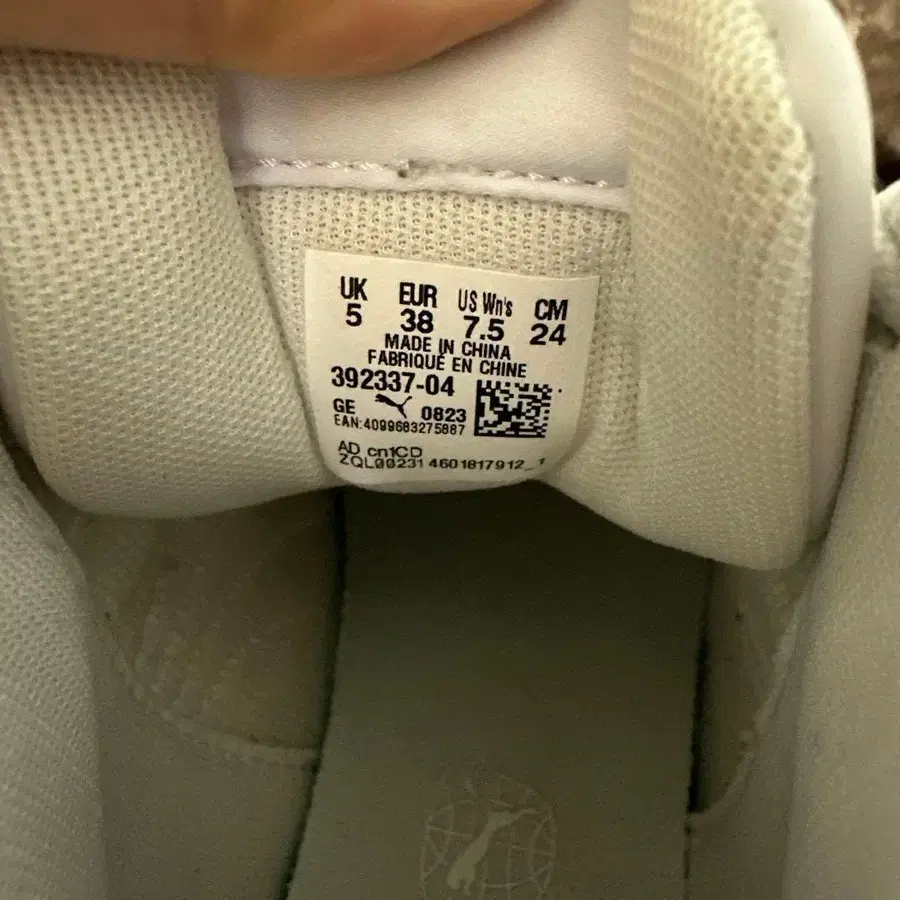 UK EUR US Wn's CM
5 38 7.5 24
MADE IN CHINA
FABRIQUÉ EN CHINE
392337-04
GE 0823
EAN:4099683275887
AD cn1CD
ZQL00231 4601817912_1